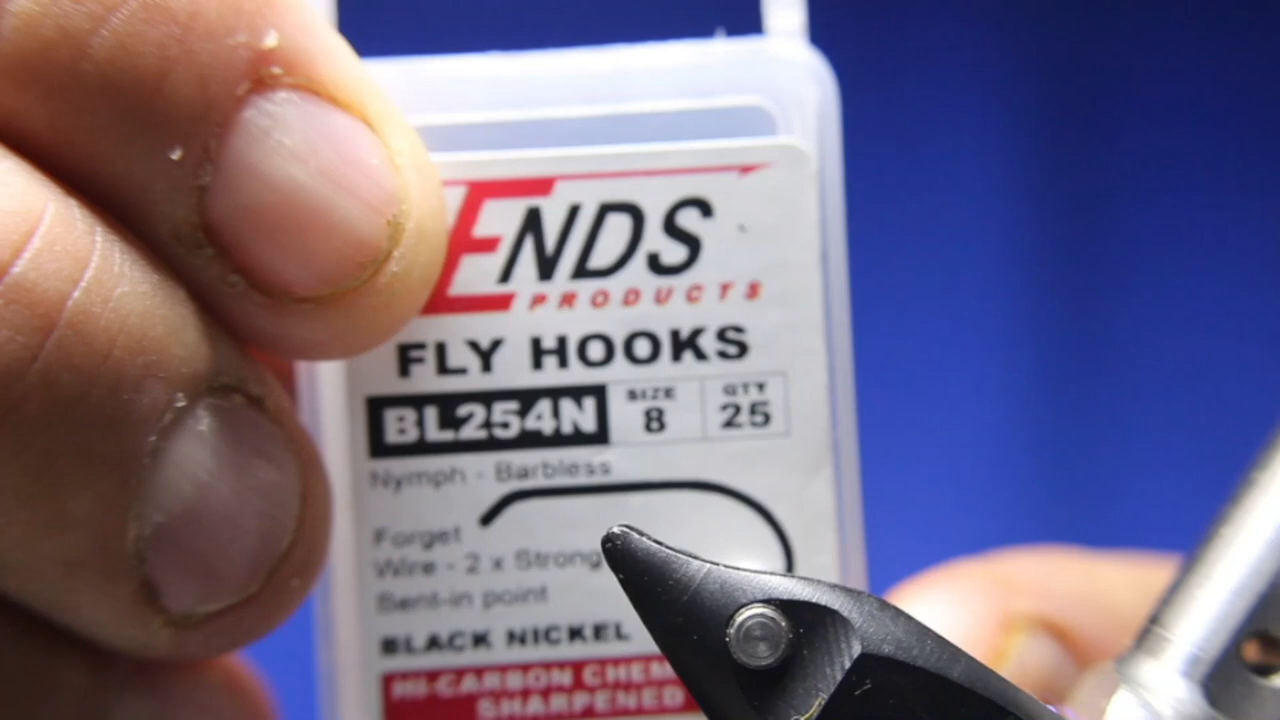 ENDS
PRODUCTS
FLY HOOKS
BL254N SIZE 8 QTY 25
Nymph - Barbless
Forget
Wire - 2 x Strong
Bent-in point
BLACK NICKEL
HI-CARBON CHEM
SHARPENED